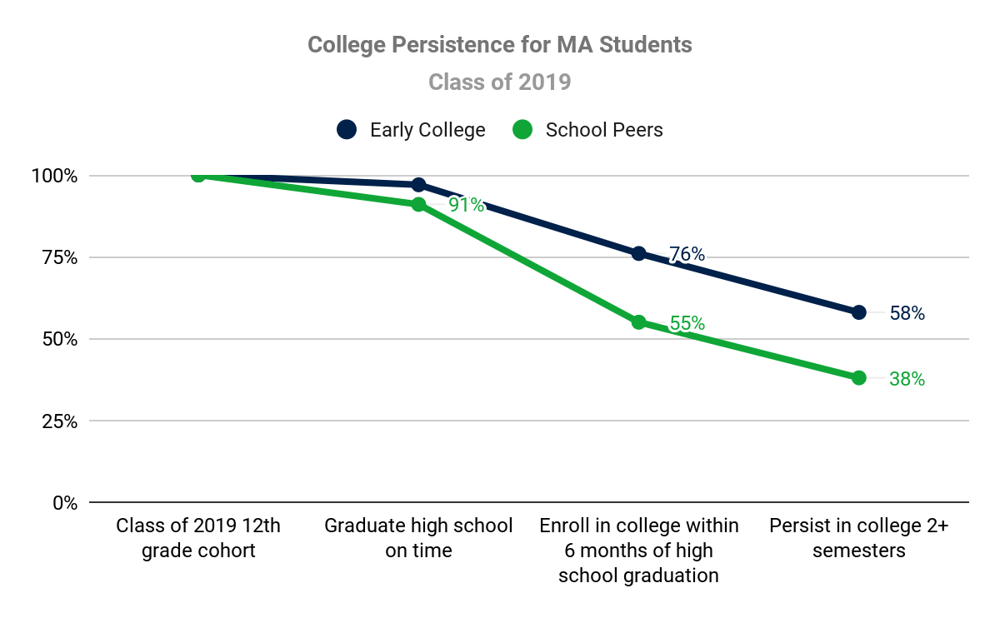 College Persistence for MA Students
Class of 2019
Early College
School Peers
100%
75%
50%
25%
0%
91%
76%
55%
58%
38%
Class of 2019 12th
grade cohort
Graduate high school
on time
Enroll in college within
6 months of high
school graduation
Persist in college 2+
semesters